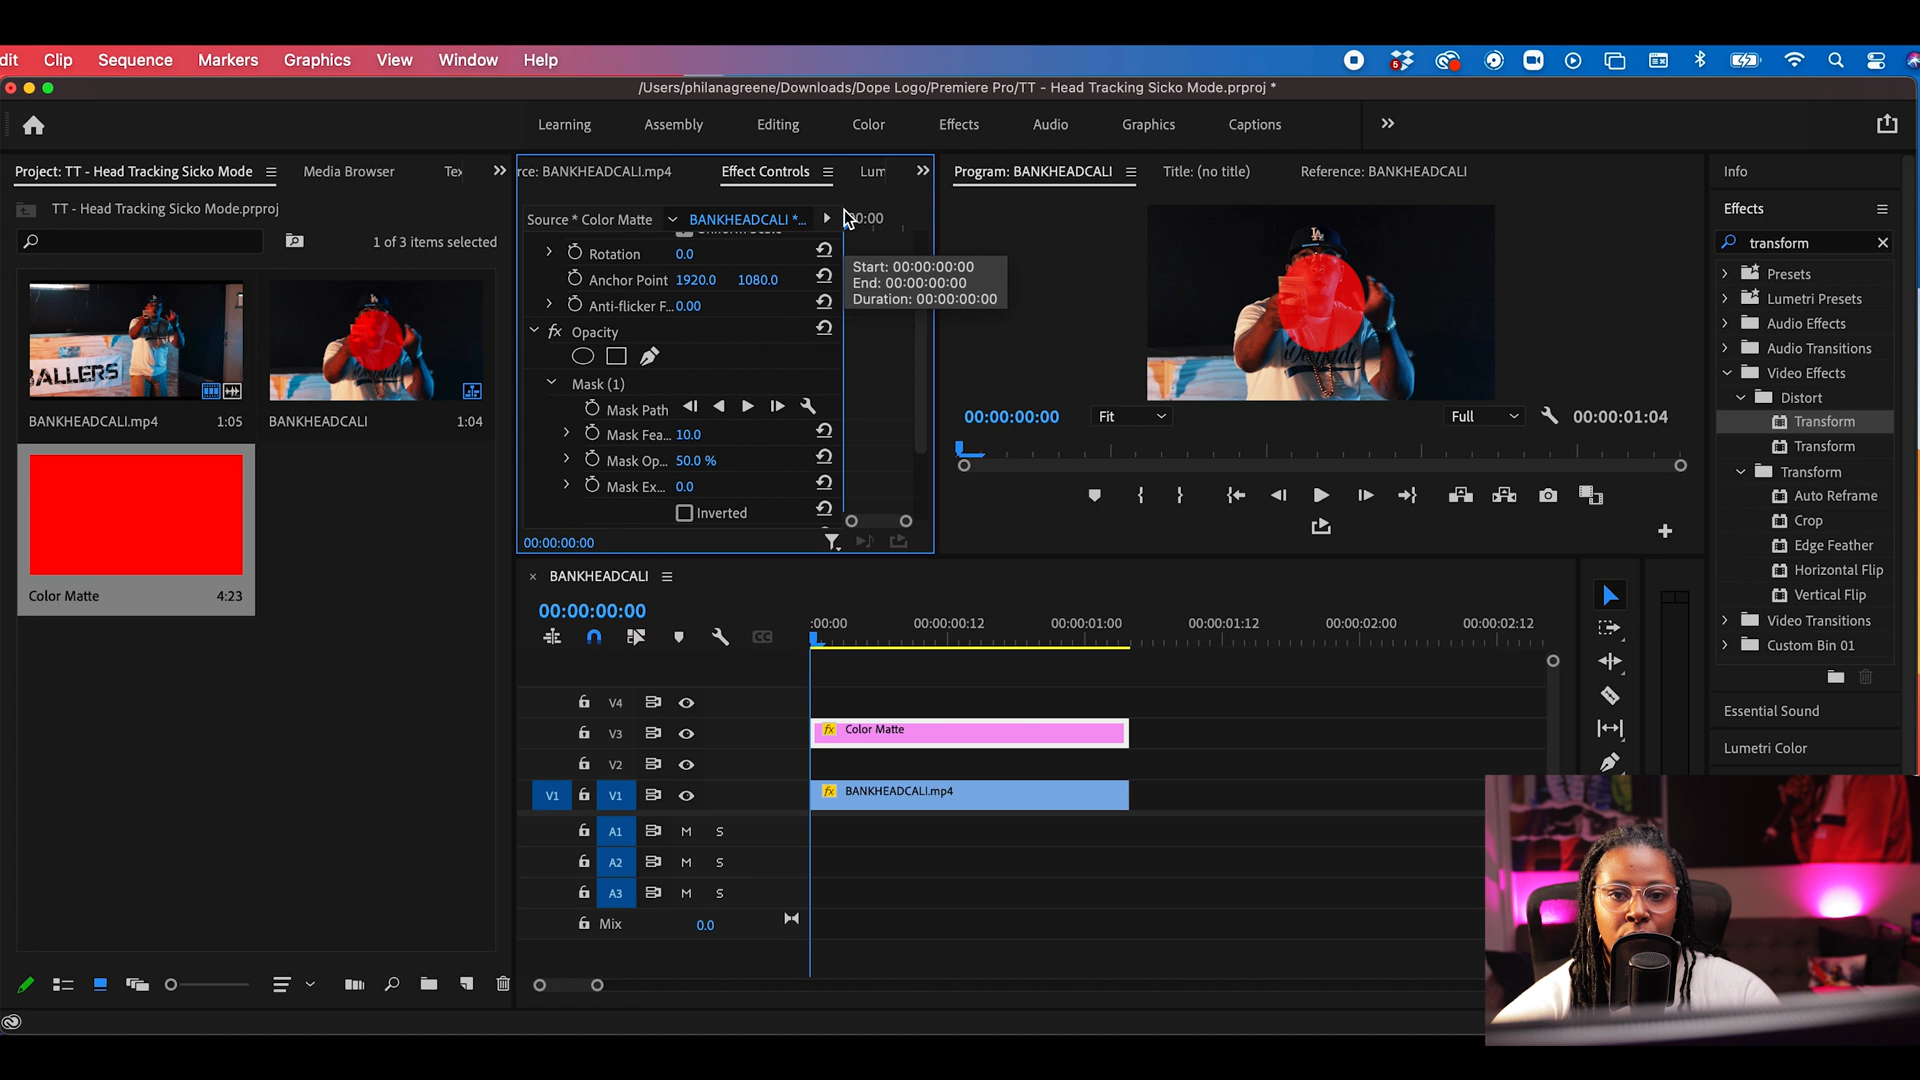 dit Clip Sequence Markers Graphics View Window Help
5
/Users/philanagreene/Downloads/Dope Logo/Premiere Pro/TT - Head Tracking Sicko Mode.prproj *
Learning Assembly Editing Color Effects Audio Graphics Captions
Project: TT - Head Tracking Sicko Mode
Media Browser
Tex
TT - Head Tracking Sicko Mode.prproj
1 of 3 items selected
BALLERS
BANKHEADCALI.mp4 1:05
BANKHEADCALI 1:04
Color Matte 4:23
rce: BANKHEADCALI.mp4
Effect Controls
Lum
Source * Color Matte
BANKHEADCALI *...
00:00
Uniform Scale
Rotation 0.0
Anchor Point 1920.0 1080.0
Anti-flicker F... 0.00
Start: 00:00:00:00
End: 00:00:00:00
Duration: 00:00:00:00
fx Opacity
Mask (1)
Mask Path
Mask Fea... 10.0
Mask Op... 50.0 %
Mask Ex... 0.0
Inverted
00:00:00:00
Program: BANKHEADCALI
Title: (no title)
Reference: BANKHEADCALI
LA
00:00:00:00
Fit
Full
00:00:01:04
Info
Effects
transform
Presets
Lumetri Presets
Audio Effects
Audio Transitions
Video Effects
Distort
Transform
Transform
Transform
Auto Reframe
Crop
Edge Feather
Horizontal Flip
Vertical Flip
Video Transitions
Custom Bin 01
Essential Sound
Lumetri Color
× BANKHEADCALI
00:00:00:00
:00:00 00:00:00:12 00:00:01:00 00:00:01:12 00:00:02:00 00:00:02:12
CC
V4
V3
fx Color Matte
V2
V1 V1
fx BANKHEADCALI.mp4
A1 M S
A2 M S
A3 M S
Mix 0.0